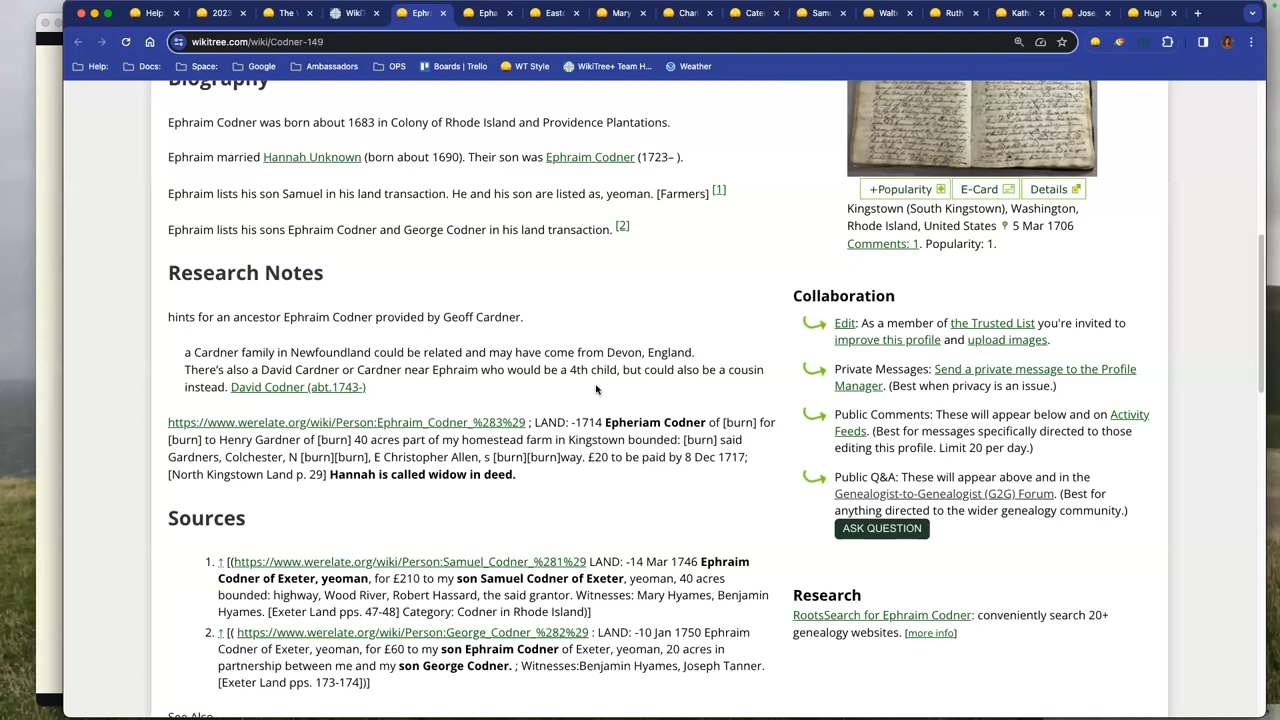 Help:
2023
The
WikiT
Ephra
Epha
Easto
Mary
Char
Cate
Sam
Walte
Ruth
Kath
Jose
Hugh
wikitree.com/wiki/Codner-149
Help: Docs: Space: Google Ambassadors OPS Boards | Trello WT Style WikiTree+ Team H... Weather
Biography
Ephraim Codner was born about 1683 in Colony of Rhode Island and Providence Plantations.
Ephraim married Hannah Unknown (born about 1690). Their son was Ephraim Codner (1723– ).
Ephraim lists his son Samuel in his land transaction. He and his son are listed as, yeoman. [Farmers] [1]
Ephraim lists his sons Ephraim Codner and George Codner in his land transaction. [2]
Research Notes
hints for an ancestor Ephraim Codner provided by Geoff Cardner.
a Cardner family in Newfoundland could be related and may have come from Devon, England.
There's also a David Cardner or Cardner near Ephraim who would be a 4th child, but could also be a cousin
instead. David Codner (abt.1743-)
https://www.werelate.org/wiki/Person:Ephraim_Codner_%283%29 ; LAND: -1714 Epheriam Codner of [burn] for
[burn] to Henry Gardner of [burn] 40 acres part of my homestead farm in Kingstown bounded: [burn] said
Gardners, Colchester, N [burn][burn], E Christopher Allen, s [burn][burn]way. £20 to be paid by 8 Dec 1717;
[North Kingstown Land p. 29] Hannah is called widow in deed.
Sources
1. ↑ [(https://www.werelate.org/wiki/Person:Samuel_Codner_%281%29 LAND: -14 Mar 1746 Ephraim
Codner of Exeter, yeoman, for £210 to my son Samuel Codner of Exeter, yeoman, 40 acres
bounded: highway, Wood River, Robert Hassard, the said grantor. Witnesses: Mary Hyames, Benjamin
Hyames. [Exeter Land pps. 47-48] Category: Codner in Rhode Island)]
2. ↑ [( https://www.werelate.org/wiki/Person:George_Codner_%282%29 : LAND: -10 Jan 1750 Ephraim
Codner of Exeter, yeoman, for £60 to my son Ephraim Codner of Exeter, yeoman, 20 acres in
partnership between me and my son George Codner. ; Witnesses:Benjamin Hyames, Joseph Tanner.
[Exeter Land pps. 173-174])]
See Also
+Popularity E-Card Details
Kingstown (South Kingstown), Washington,
Rhode Island, United States 5 Mar 1706
Comments: 1. Popularity: 1.
Collaboration
Edit: As a member of the Trusted List you're invited to
improve this profile and upload images.
Private Messages: Send a private message to the Profile
Manager. (Best when privacy is an issue.)
Public Comments: These will appear below and on Activity
Feeds. (Best for messages specifically directed to those
editing this profile. Limit 20 per day.)
Public Q&A: These will appear above and in the
Genealogist-to-Genealogist (G2G) Forum. (Best for
anything directed to the wider genealogy community.)
ASK QUESTION
Research
RootsSearch for Ephraim Codner: conveniently search 20+
genealogy websites. [more info]